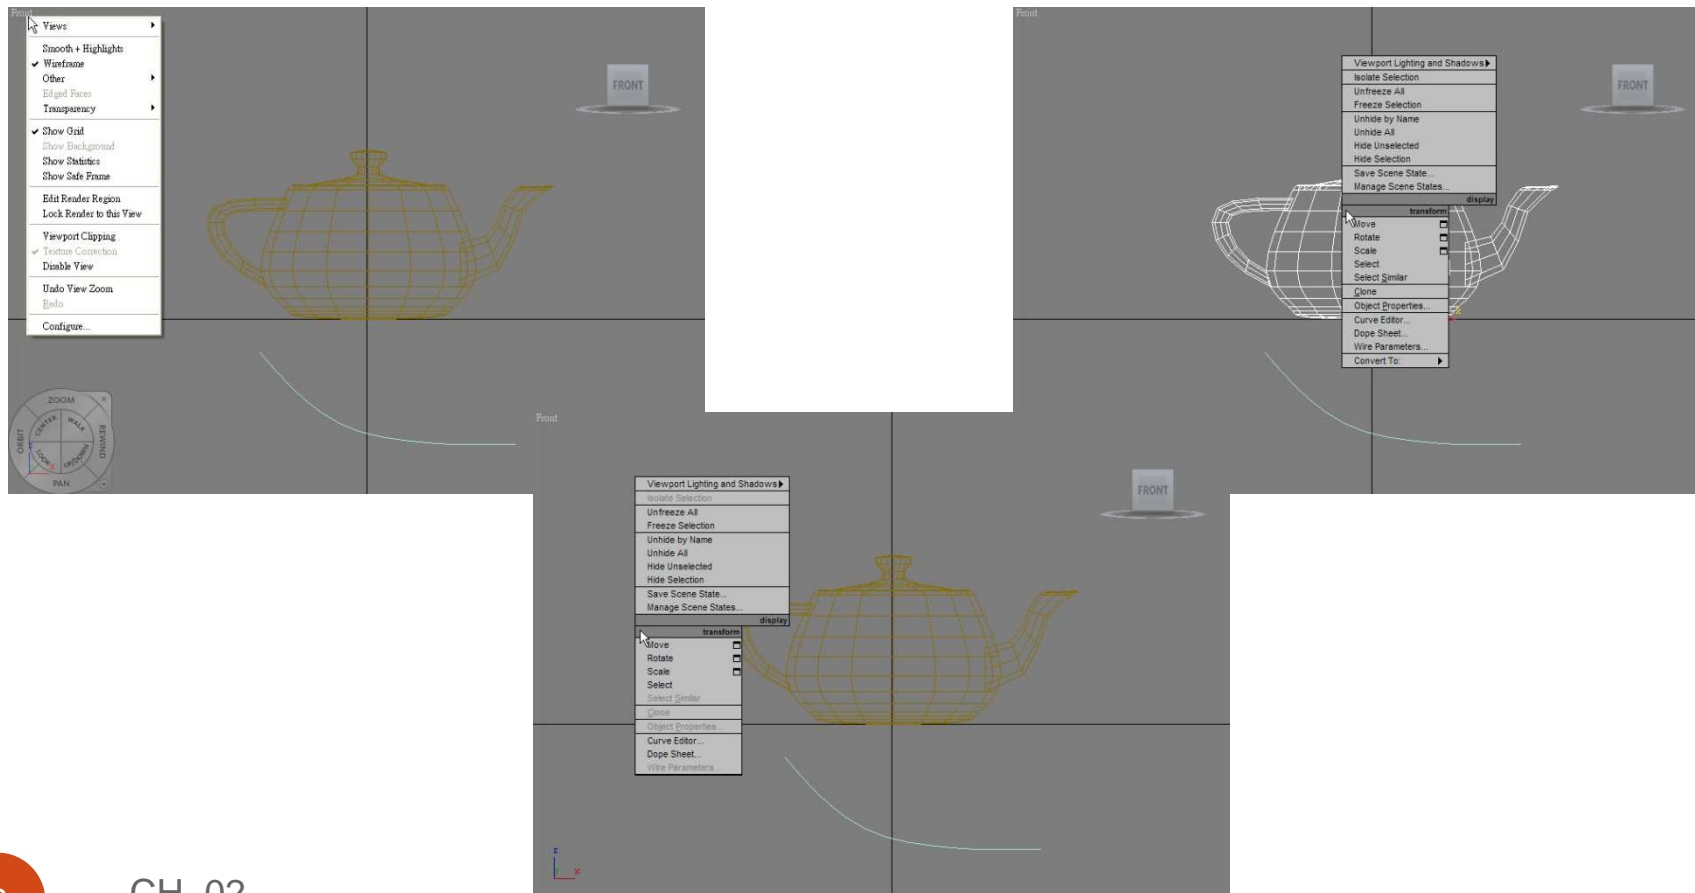 Front
Views
Smooth + Highlights
Wireframe
Other
Edged Faces
Transparency
Show Grid
Show Background
Show Statistics
Show Safe Frame
Edit Render Region
Lock Render to this View
Viewport Clipping
Texture Correction
Disable View
Undo View Zoom
Redo
Configure...
FRONT
ZOOM
CENTER
WALK
ORBIT
REWIND
LOOK
UP/DOWN
PAN
Front
Viewport Lighting and Shadows
Isolate Selection
Unfreeze All
Freeze Selection
Unhide by Name
Unhide All
Hide Unselected
Hide Selection
Save Scene State...
Manage Scene States...
display
transform
Move
Rotate
Scale
Select
Select Similar
Clone
Object Properties...
Curve Editor...
Dope Sheet...
Wire Parameters...
Convert To:
FRONT
x
Front
Viewport Lighting and Shadows
Isolate Selection
Unfreeze All
Freeze Selection
Unhide by Name
Unhide All
Hide Unselected
Hide Selection
Save Scene State...
Manage Scene States...
display
transform
Move
Rotate
Scale
Select
Select Similar
Clone
Object Properties...
Curve Editor...
Dope Sheet...
Wire Parameters...
FRONT
z
x
CH 02